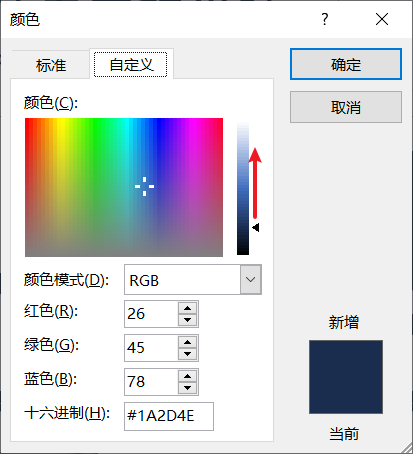 颜色
?
标准
自定义
确定
取消
颜色(C):
颜色模式(D):
RGB
红色(R):
26
绿色(G):
45
蓝色(B):
78
十六进制(H):
#1A2D4E
新增
当前